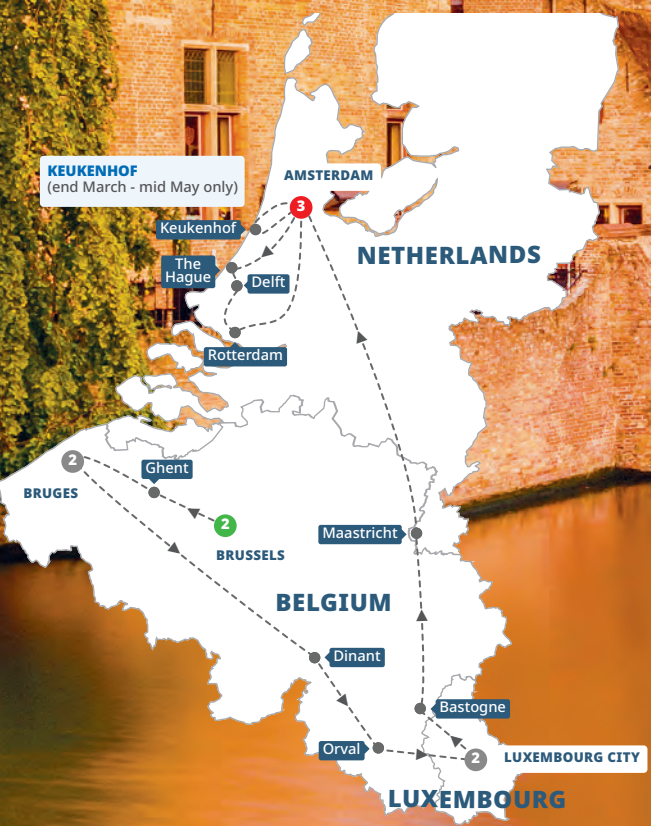 KEUKENHOF
(end March - mid May only)
AMSTERDAM
3
Keukenhof
NETHERLANDS
The
Hague
Delft
Rotterdam
2
BRUGES
Ghent
2
BRUSSELS
Maastricht
BELGIUM
Dinant
Bastogne
Orval
2
LUXEMBOURG CITY
LUXEMBOURG